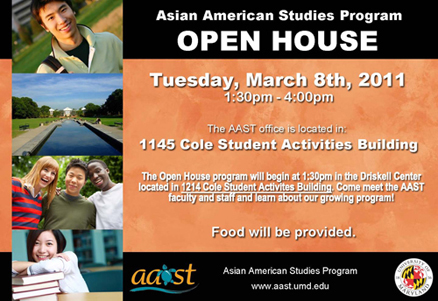 Asian American Studies Program
OPEN HOUSE
Tuesday, March 8th, 2011
1:30pm - 4:00pm
The AAST office is located in:
1145 Cole Student Activities Building
The Open House program will begin at 1:30pm in the Driskell Center
located in 1214 Cole Student Activites Building. Come meet the AAST
faculty and staff and learn about our growing program!
Food will be provided.
aast
Asian American Studies Program
www.aast.umd.edu
UNIVERSITY OF
MARYLAND